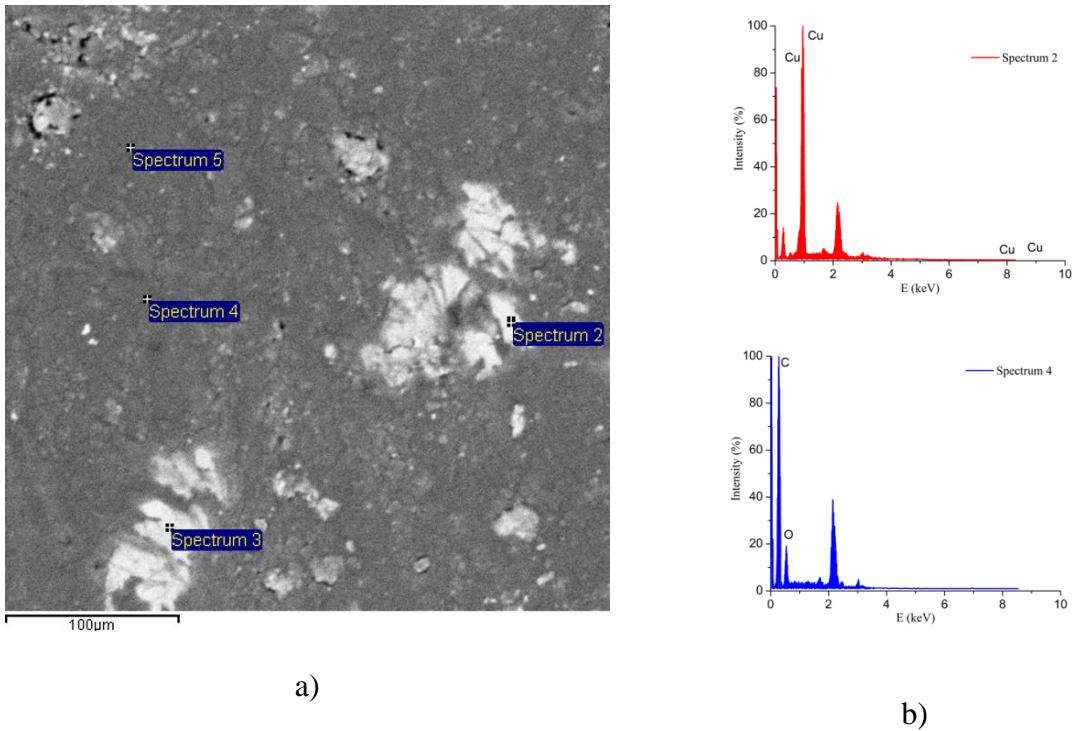 Spectrum 5
Spectrum 4
Spectrum 2
Spectrum 3
100µm
a)
Cu
Cu
Spectrum 2
100
80
60
40
20
0
Intensity (%)
Cu
Cu
0
2
4
6
8
10
E (keV)
C
Spectrum 4
100
80
60
40
20
0
Intensity (%)
O
0
2
4
6
8
10
E (keV)
b)